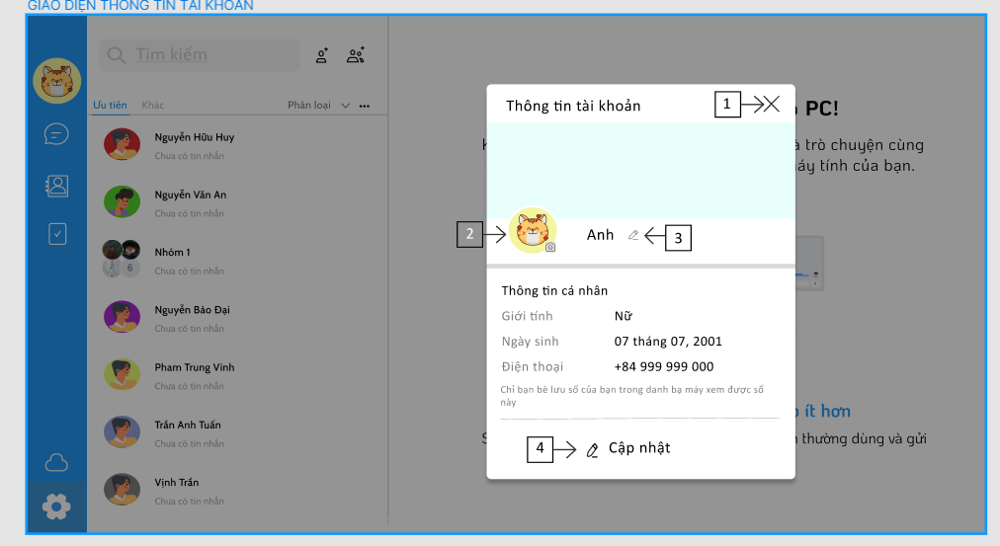 GIAO DIỆN THÔNG TIN TÀI KHOẢN
Tìm kiếm
Ưu tiên Khác Phân loại
Nguyễn Hữu Huy
Chưa có tin nhắn
Nguyễn Văn An
Chưa có tin nhắn
Nhóm 1
6
Chưa có tin nhắn
Nguyễn Bảo Đại
Chưa có tin nhắn
Phạm Trung Vinh
Chưa có tin nhắn
Trần Anh Tuấn
Chưa có tin nhắn
Vịnh Trần
Chưa có tin nhắn
Thông tin tài khoản
1
2
Anh
3
Thông tin cá nhân
Giới tính Nữ
Ngày sinh 07 tháng 07, 2001
Điện thoại +84 999 999 000
Chỉ bạn bè lưu số của bạn trong danh bạ máy xem được số
này
4
Cập nhật
PC!
trò chuyện cùng
tính của bạn.
ít hơn
thường dùng và gửi